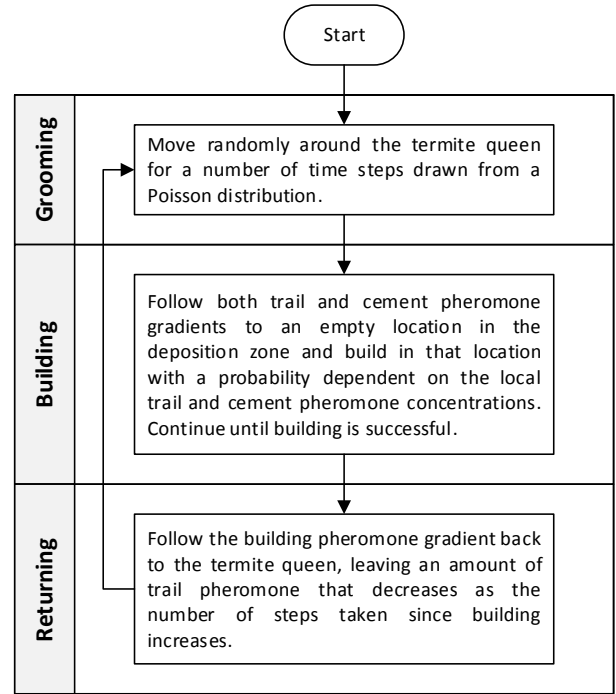 Start
Grooming
Move randomly around the termite queen
for a number of time steps drawn from a
Poisson distribution.
Building
Follow both trail and cement pheromone
gradients to an empty location in the
deposition zone and build in that location
with a probability dependent on the local
trail and cement pheromone concentrations.
Continue until building is successful.
Returning
Follow the building pheromone gradient back
to the termite queen, leaving an amount of
trail pheromone that decreases as the
number of steps taken since building
increases.